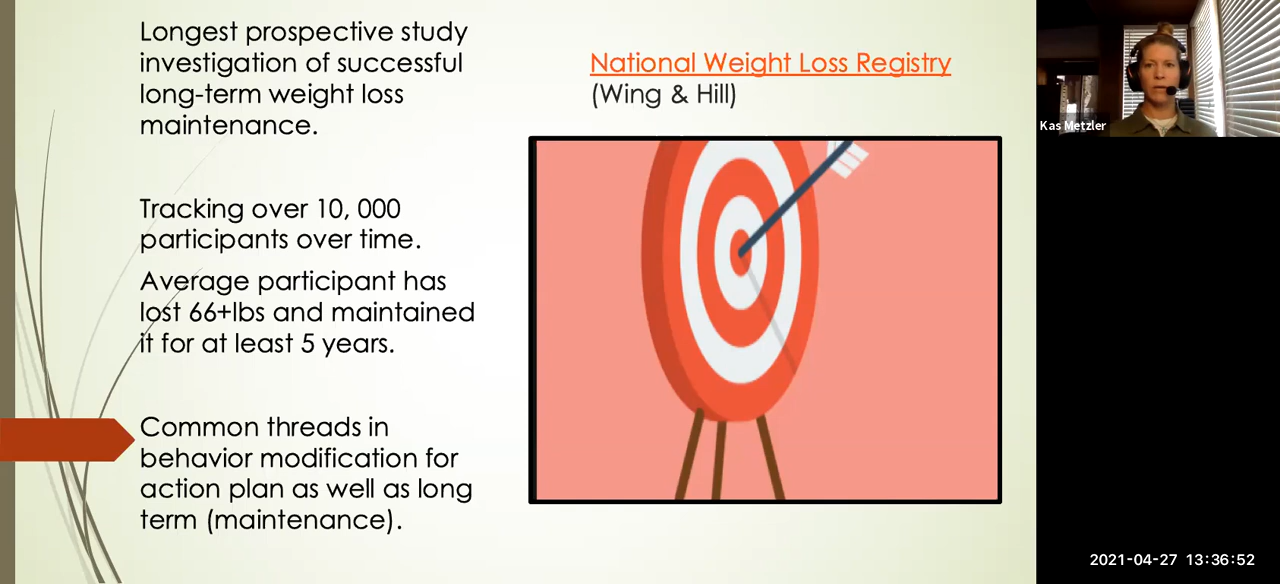 Longest prospective study
investigation of successful
long-term weight loss
maintenance.
Tracking over 10, 000
participants over time.
Average participant has
lost 66+lbs and maintained
it for at least 5 years.
Common threads in
behavior modification for
action plan as well as long
term (maintenance).
National Weight Loss Registry
(Wing & Hill)
Kas Metzler
2021-04-27 13:36:52